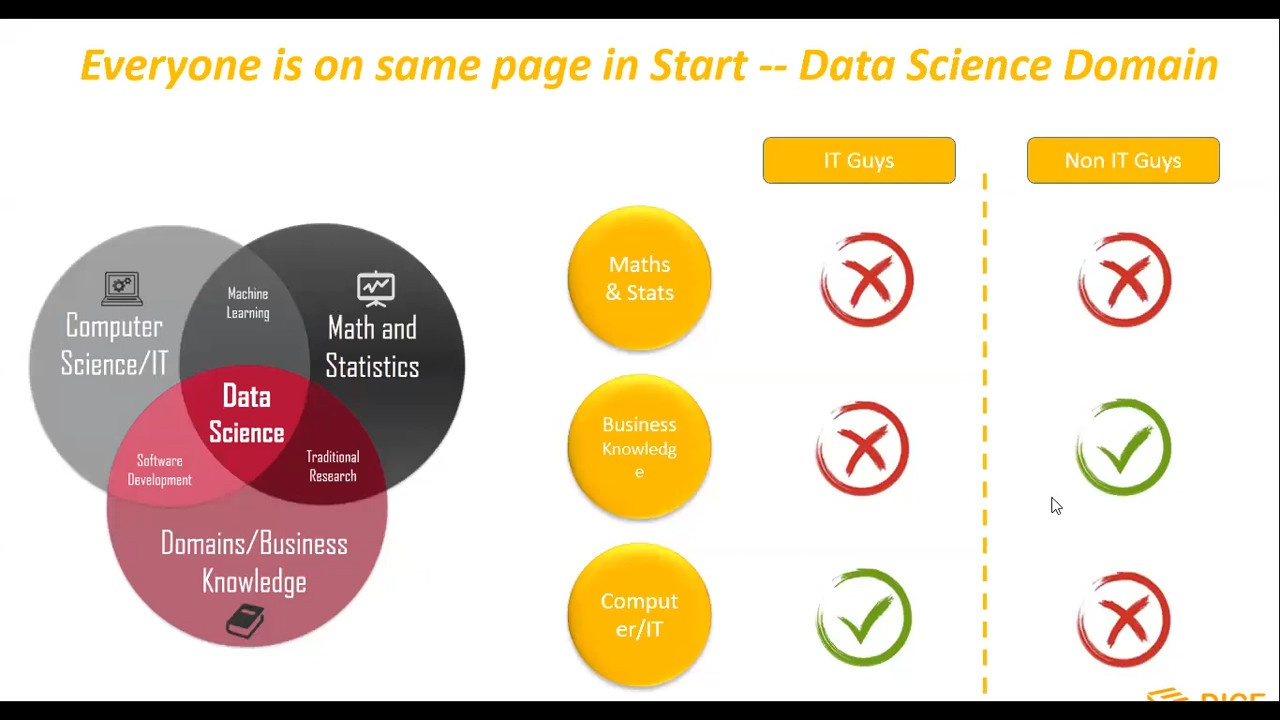 Everyone is on same page in Start -- Data Science Domain
IT Guys
Non IT Guys
Computer
Science/IT
Machine
Learning
Math and
Statistics
Data
Science
Software
Development
Traditional
Research
Domains/Business
Knowledge
Maths
& Stats
Business
Knowledg
e
Comput
er/IT